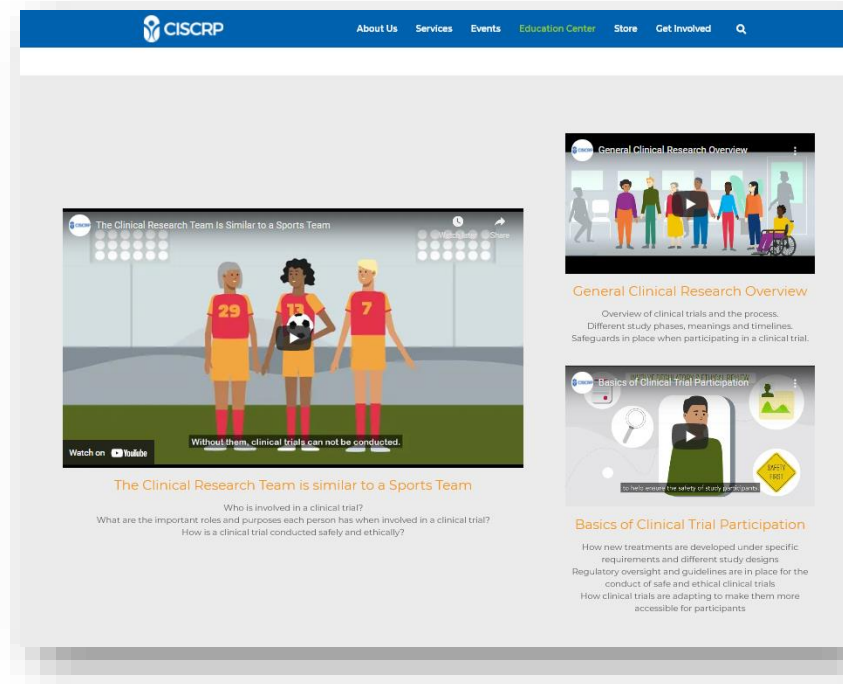 CISCRP
About Us Services Events Education Center Store Get Involved
The Clinical Research Team Is Similar to a Sports Team
Watch later Share
29 13 7
Without them, clinical trials can not be conducted.
Watch on YouTube
The Clinical Research Team is similar to a Sports Team
Who is involved in a clinical trial?
What are the important roles and purposes each person has when involved in a clinical trial?
How is a clinical trial conducted safely and ethically?
CISCRP General Clinical Research Overview
General Clinical Research Overview
Overview of clinical trials and the process.
Different study phases, meanings and timelines.
Safeguards in place when participating in a clinical trial.
CISCRP Basics of Clinical Trial Participation
SAFETY
FIRST
to help ensure the safety of study participants.
Basics of Clinical Trial Participation
How new treatments are developed under specific
requirements and different study designs
Regulatory oversight and guidelines are in place for the
conduct of safe and ethical clinical trials
How clinical trials are adapting to make them more
accessible for participants